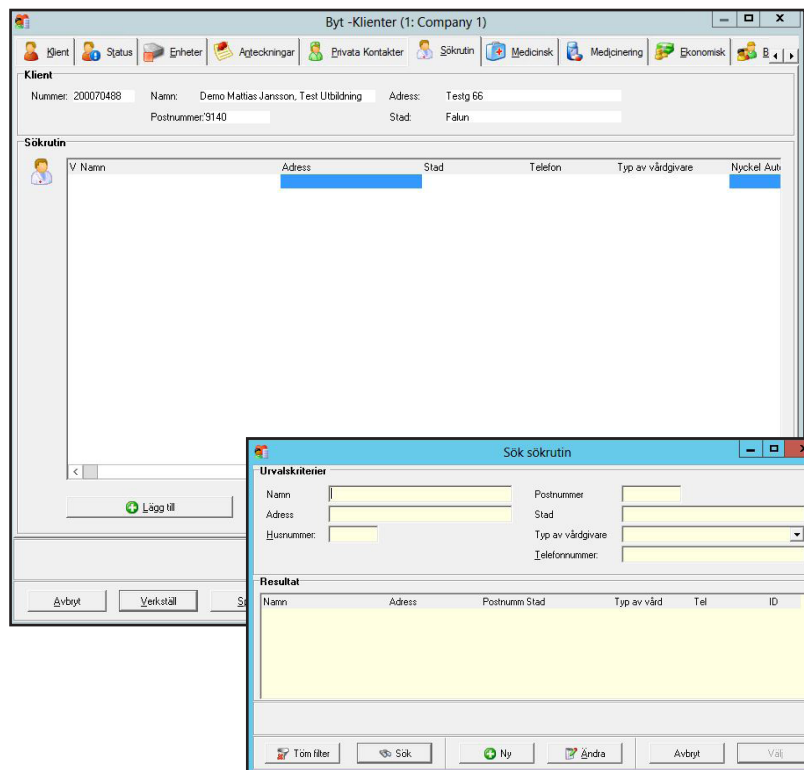 Byt -Klienter (1: Company 1)
Klient Status Enheter Anteckningar Privata Kontakter Sökrutin Medicinsk Medicinering Ekonomisk B
Klient
Nummer: 200070488 Namn: Demo Mattias Jansson, Test Utbildning Adress: Testg 66
Postnummer:'9140 Stad: Falun
Sökrutin
V Namn Adress Stad Telefon Typ av vårdgivare Nyckel Auto
Lägg till
Avbryt Verkställ Sp
Sök sökrutin
Urvalskriterier
Namn Postnummer
Adress Stad
Husnummer: Typ av vårdgivare
Telefonnummer:
Resultat
Namn Adress Postnumm Stad Typ av vård Tel ID
Töm filter Sök Ny Ändra Avbryt Välj